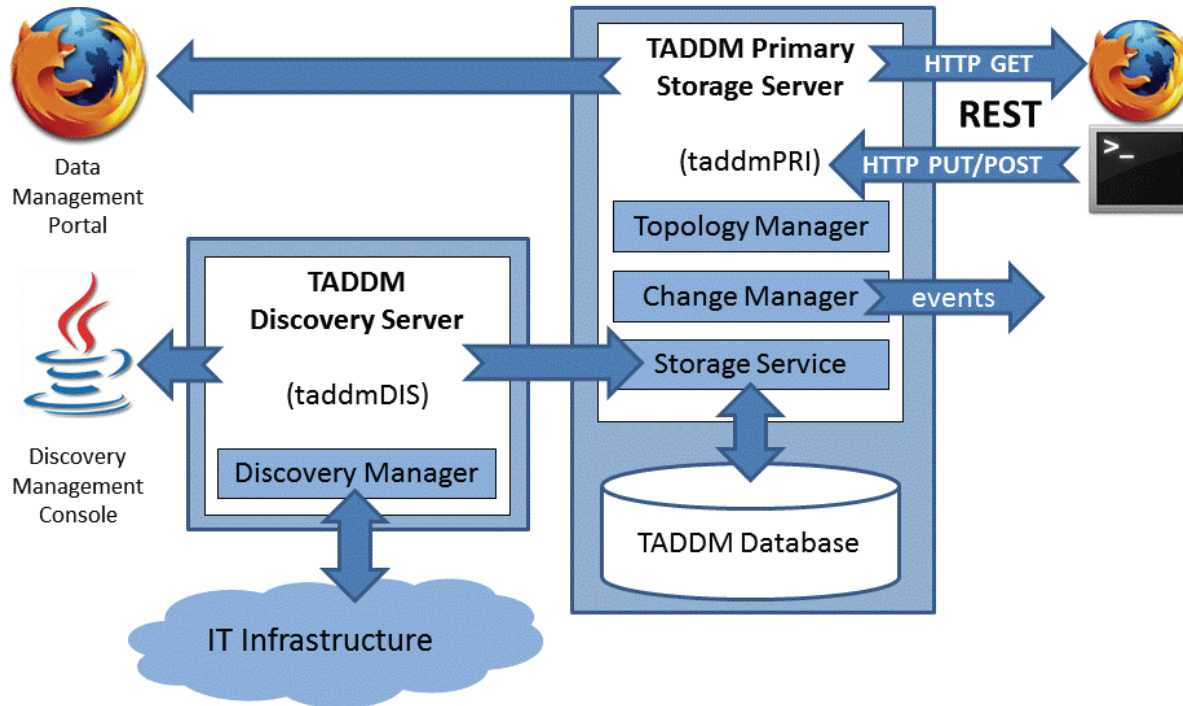 TADDM Primary
Storage Server
(taddmPRI)
Topology Manager
Change Manager
Storage Service
TADDM Database
HTTP GET
REST
HTTP PUT/POST
>_
events
Data
Management
Portal
TADDM
Discovery Server
(taddmDIS)
Discovery Manager
Discovery
Management
Console
IT Infrastructure